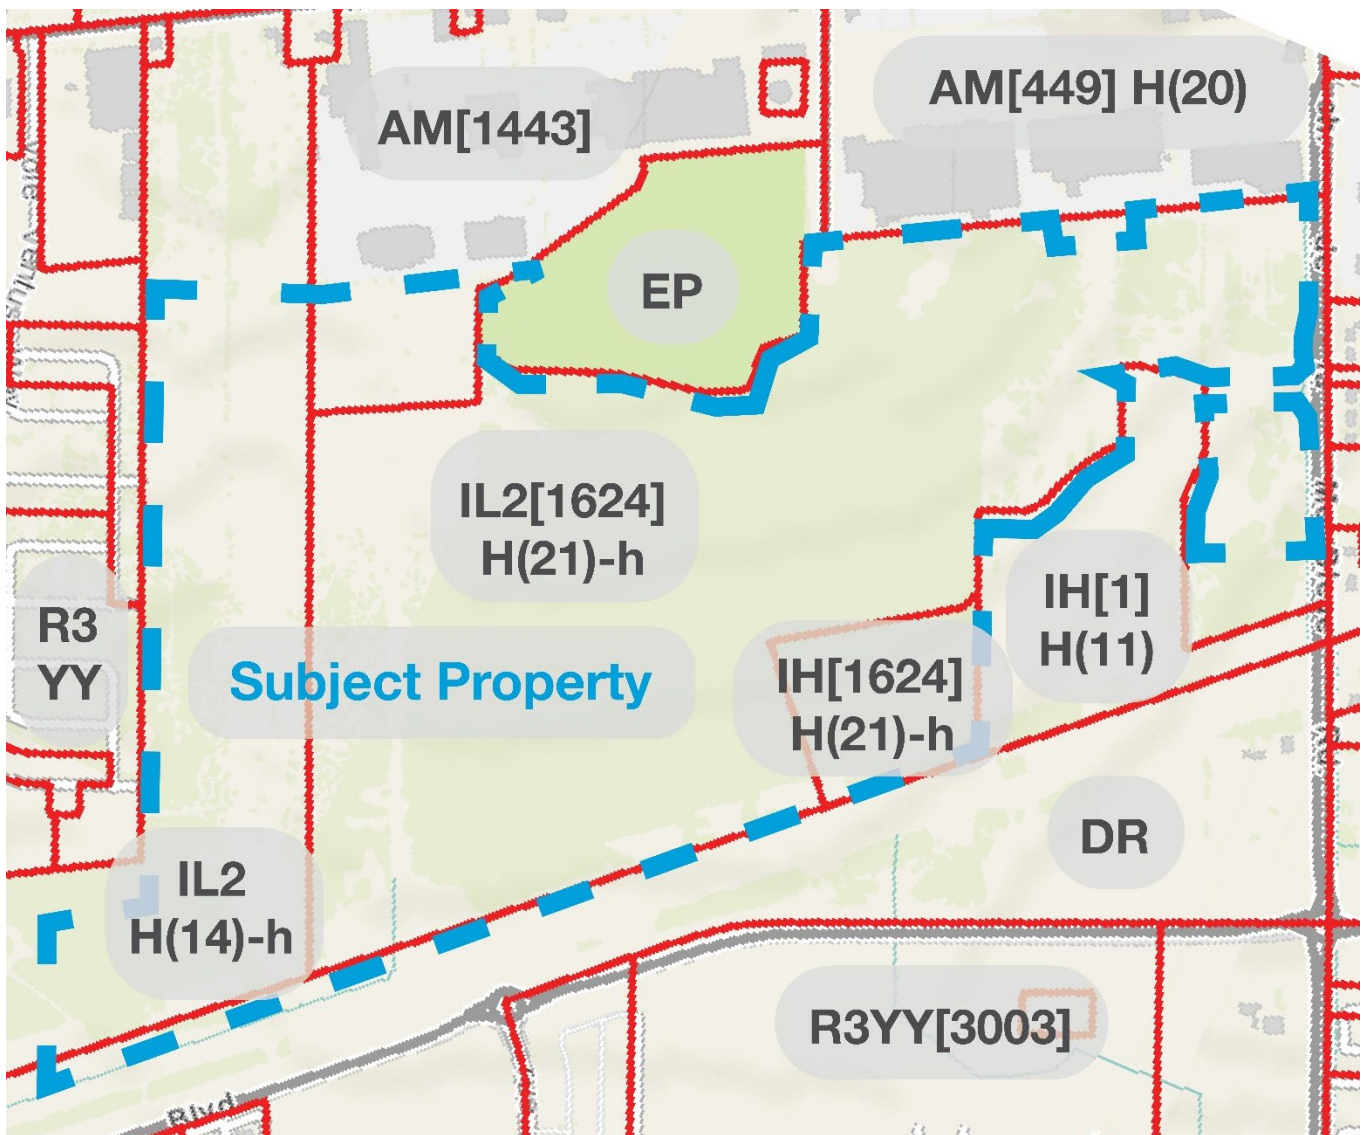 AM[449] H(20)
AM[1443]
EP
IL2[1624]
H(21)-h
IH[1]
H(11)
R3
YY
Subject Property
IH[1624]
H(21)-h
DR
IL2
H(14)-h
R3YY[3003]
Blvd